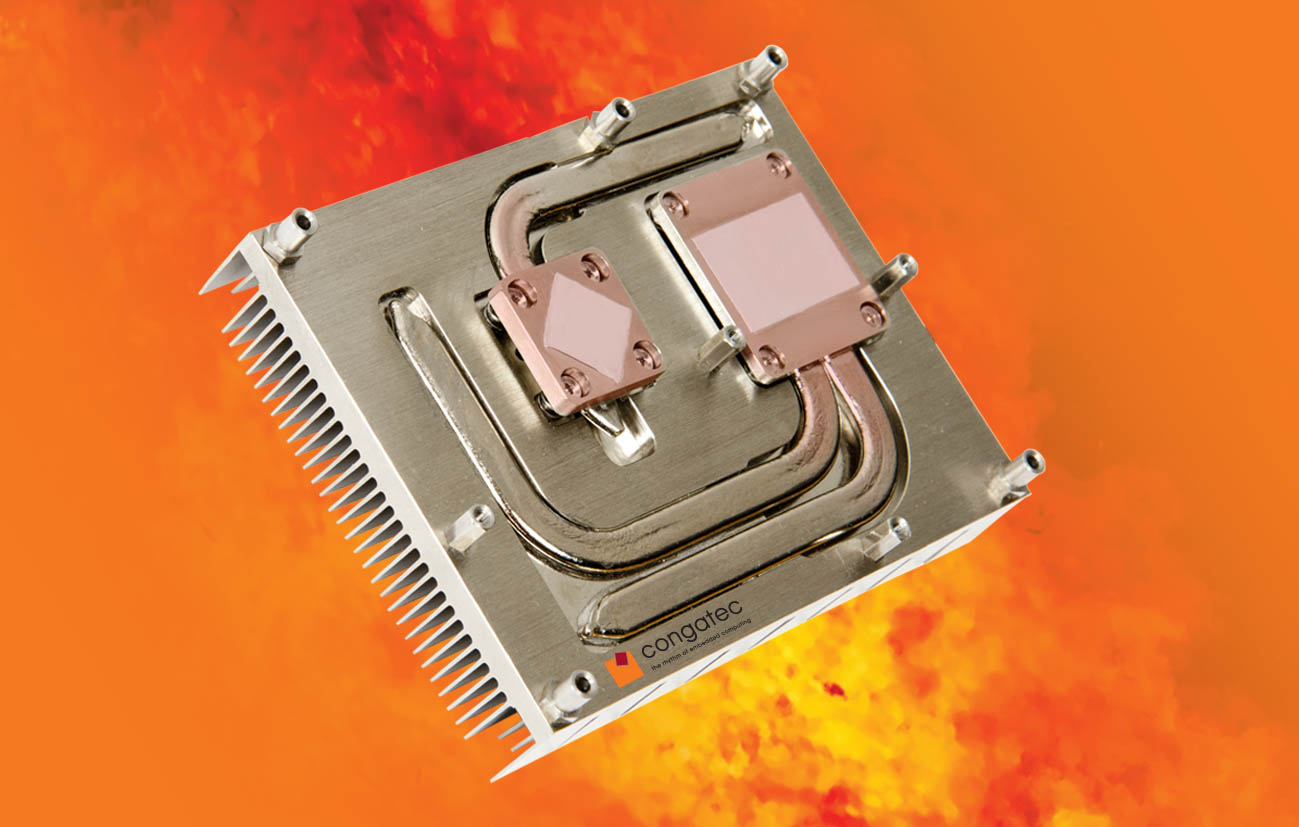 congatec
the rhythm of embedded computing